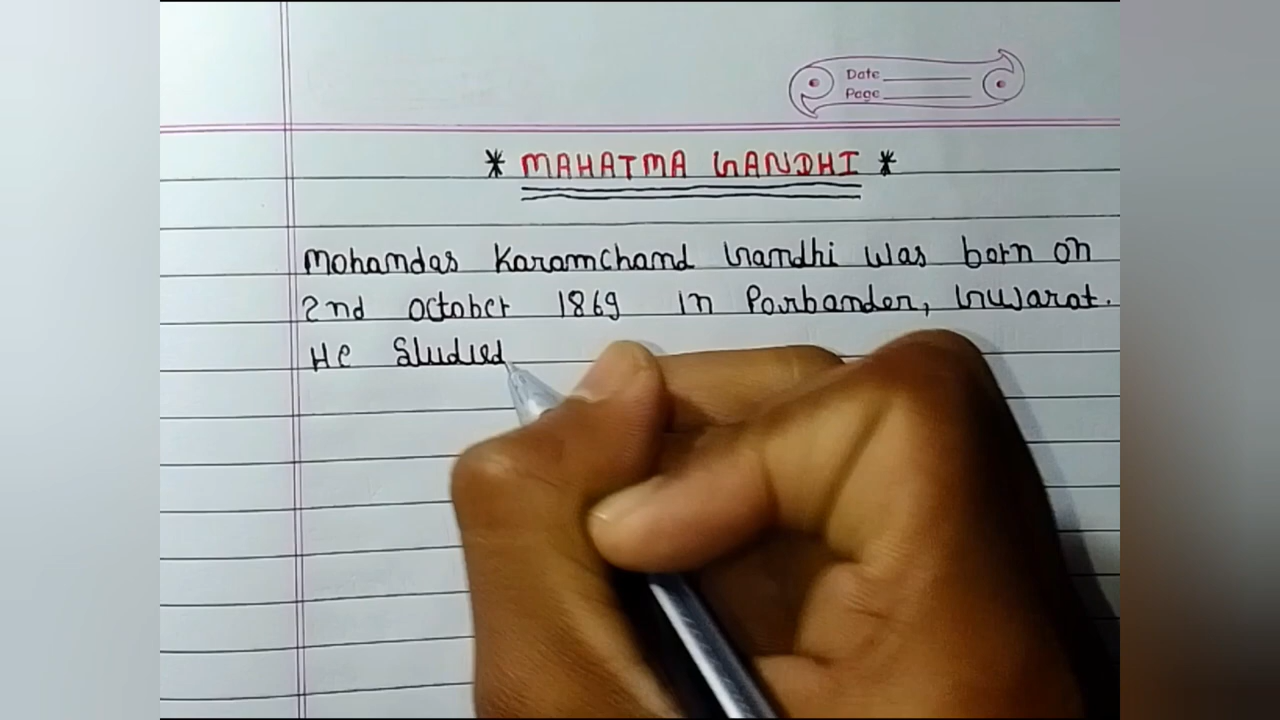 Date
Page
* MAHATMA GANDHI *
Mohandas Karamchand Gandhi was born on
2nd October 1869 in Porbander, Gujarat.
He Studied